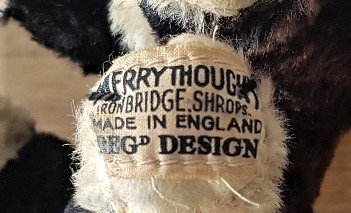 MERRYTHOUGHT
IRONBRIDGE. SHROPS.
MADE IN ENGLAND
REGD DESIGN